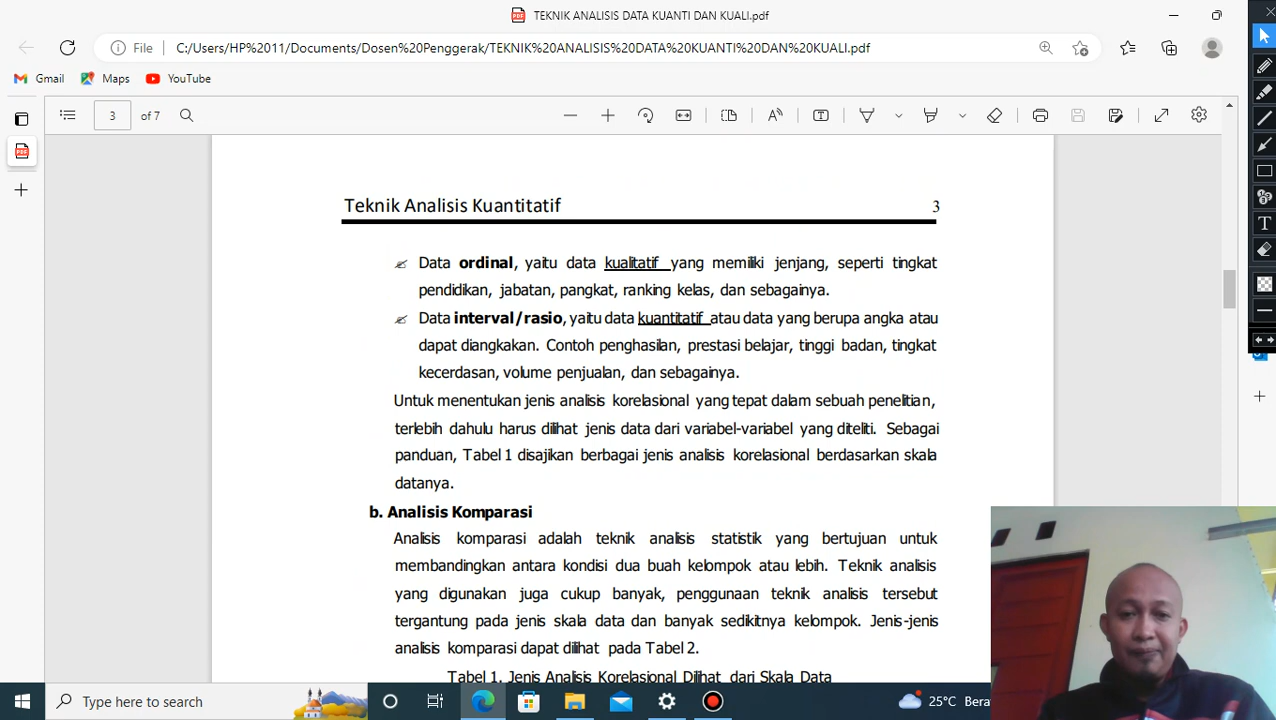 TEKNIK ANALISIS DATA KUANTI DAN KUALI.pdf
File C:/Users/HP%2011/Documents/Dosen%20Penggerak/TEKNIK%20ANALISIS%20DATA%20KUANTI%20DAN%20KUALI.pdf
Gmail Maps YouTube
3 of 7
Teknik Analisis Kuantitatif 3
Data ordinal, yaitu data kualitatif yang memiliki jenjang, seperti tingkat
pendidikan, jabatan, pangkat, ranking kelas, dan sebagainya.
Data interval/rasio, yaitu data kuantitatif atau data yang berupa angka atau
dapat diangkakan. Contoh penghasilan, prestasi belajar, tinggi badan, tingkat
kecerdasan, volume penjualan, dan sebagainya.
Untuk menentukan jenis analisis korelasional yang tepat dalam sebuah penelitian,
terlebih dahulu harus dilihat jenis data dari variabel-variabel yang diteliti. Sebagai
panduan, Tabel 1 disajikan berbagai jenis analisis korelasional berdasarkan skala
datanya.
b. Analisis Komparasi
Analisis komparasi adalah teknik analisis statistik yang bertujuan untuk
membandingkan antara kondisi dua buah kelompok atau lebih. Teknik analisis
yang digunakan juga cukup banyak, penggunaan teknik analisis tersebut
tergantung pada jenis skala data dan banyak sedikitnya kelompok. Jenis-jenis
analisis komparasi dapat dilihat pada Tabel 2.
Tabel 1. Jenis Analisis Korelasional Dilihat dari Skala Data
Type here to search
25°C Bera